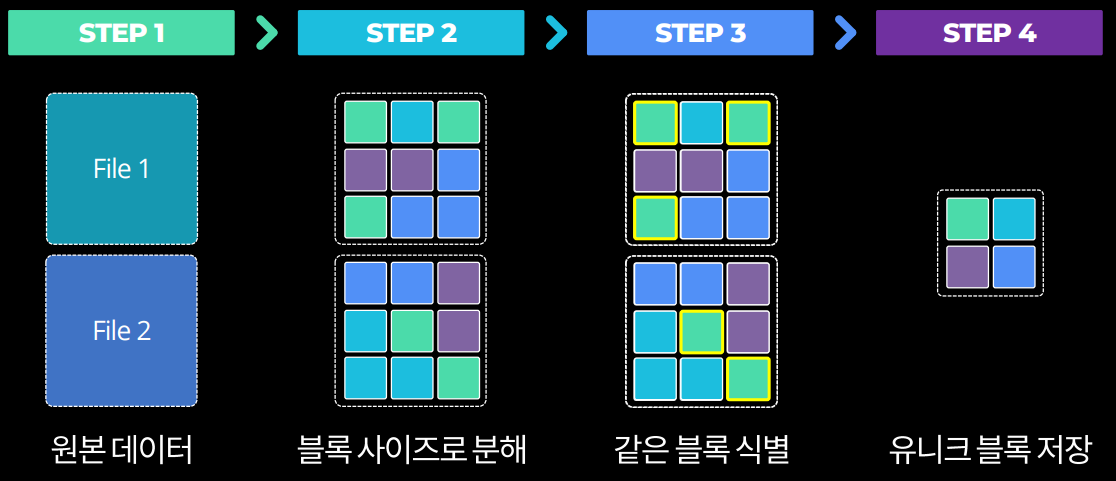 STEP 1
STEP 2
STEP 3
STEP 4
File 1
File 2
원본 데이터
블록 사이즈로 분해
같은 블록 식별
유니크 블록 저장